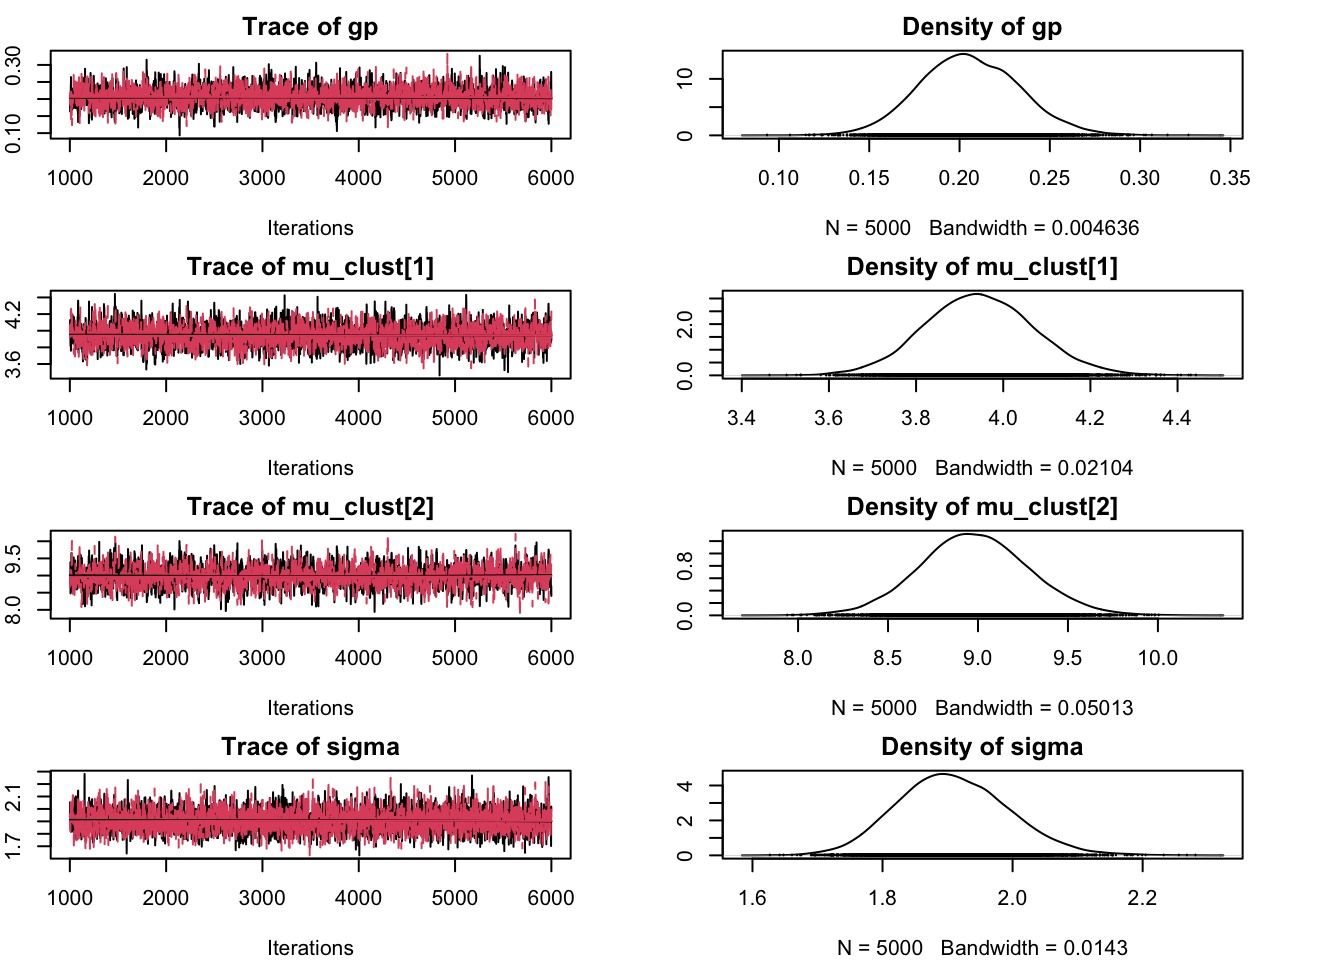 Trace of gp
0.10 0.30
1000 2000 3000 4000 5000 6000
Iterations
Density of gp
0 10
0.10 0.15 0.20 0.25 0.30 0.35
N = 5000 Bandwidth = 0.004636
Trace of mu_clust[1]
3.6 4.2
1000 2000 3000 4000 5000 6000
Iterations
Density of mu_clust[1]
0.0 2.0
3.4 3.6 3.8 4.0 4.2 4.4
N = 5000 Bandwidth = 0.02104
Trace of mu_clust[2]
8.0 9.5
1000 2000 3000 4000 5000 6000
Iterations
Density of mu_clust[2]
0.0 0.8
8.0 8.5 9.0 9.5 10.0
N = 5000 Bandwidth = 0.05013
Trace of sigma
1.7 2.1
1000 2000 3000 4000 5000 6000
Iterations
Density of sigma
0 2 4
1.6 1.8 2.0 2.2
N = 5000 Bandwidth = 0.0143